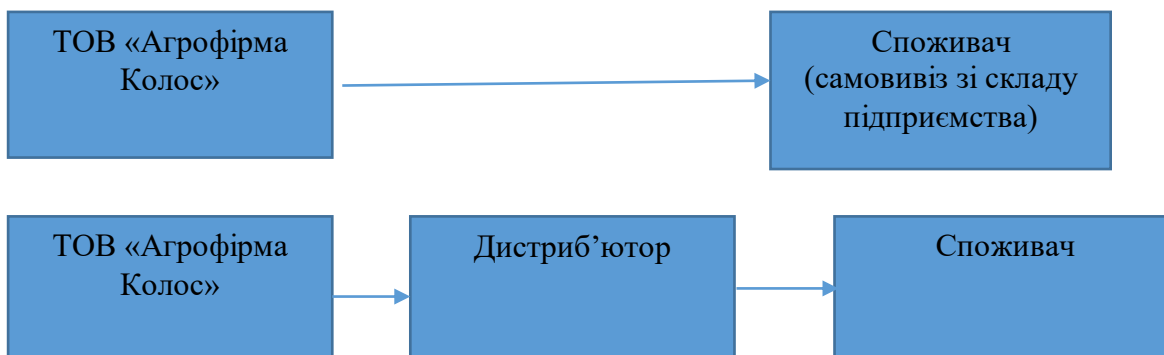 ТОВ «Агрофірма
Колос»
Споживач
(самовивіз зі складу
підприємства)
ТОВ «Агрофірма
Колос»
Дистриб’ютор
Споживач